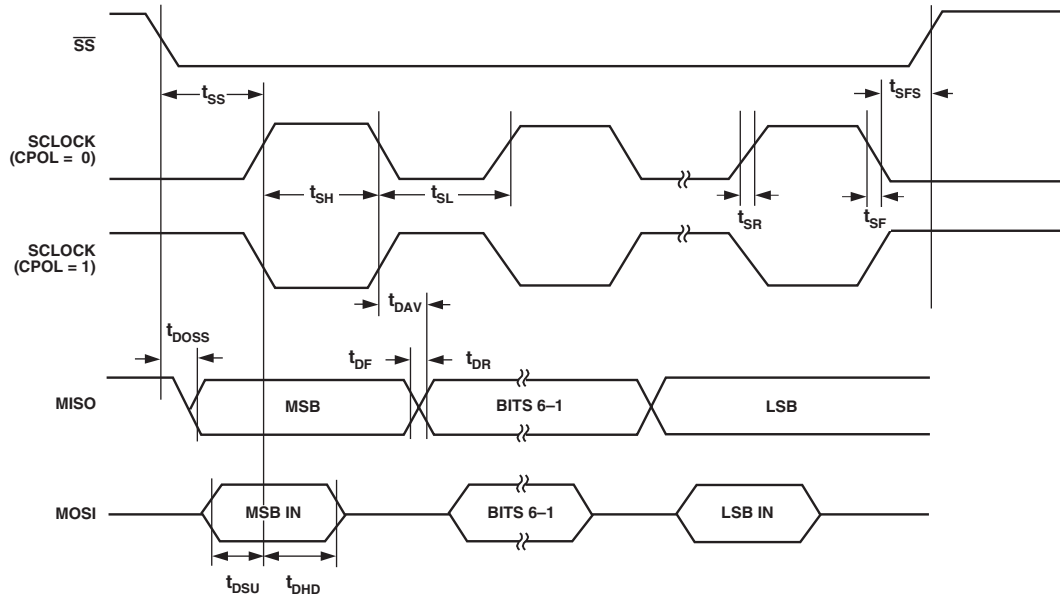 SS
tSS
tSFS
SCLOCK
(CPOL = 0)
tSH
tSL
tSR
tSF
SCLOCK
(CPOL = 1)
tDAV
tDOSS
tDF
tDR
MISO
MSB
BITS 6–1
LSB
MOSI
MSB IN
BITS 6–1
LSB IN
tDSU
tDHD